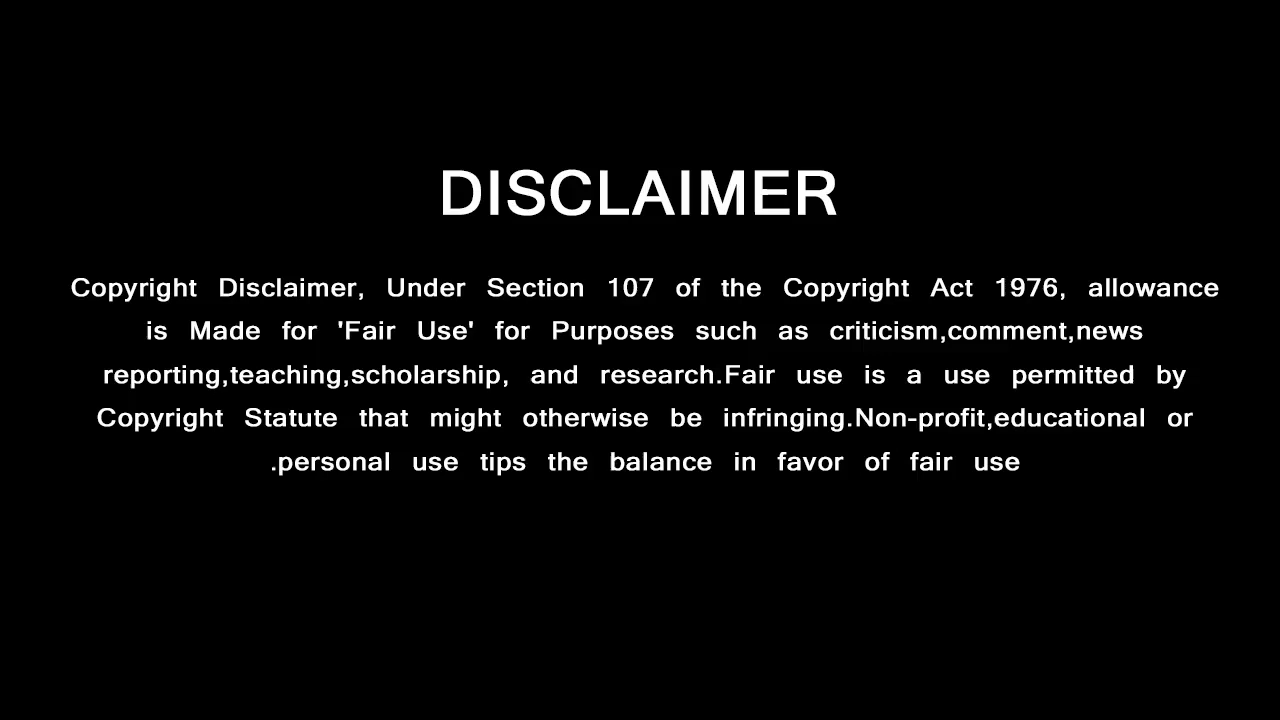 DISCLAIMER
Copyright Disclaimer, Under Section 107 of the Copyright Act 1976, allowance
is Made for 'Fair Use' for Purposes such as criticism,comment,news
reporting,teaching,scholarship, and research.Fair use is a use permitted by
Copyright Statute that might otherwise be infringing.Non-profit,educational or
.personal use tips the balance in favor of fair use